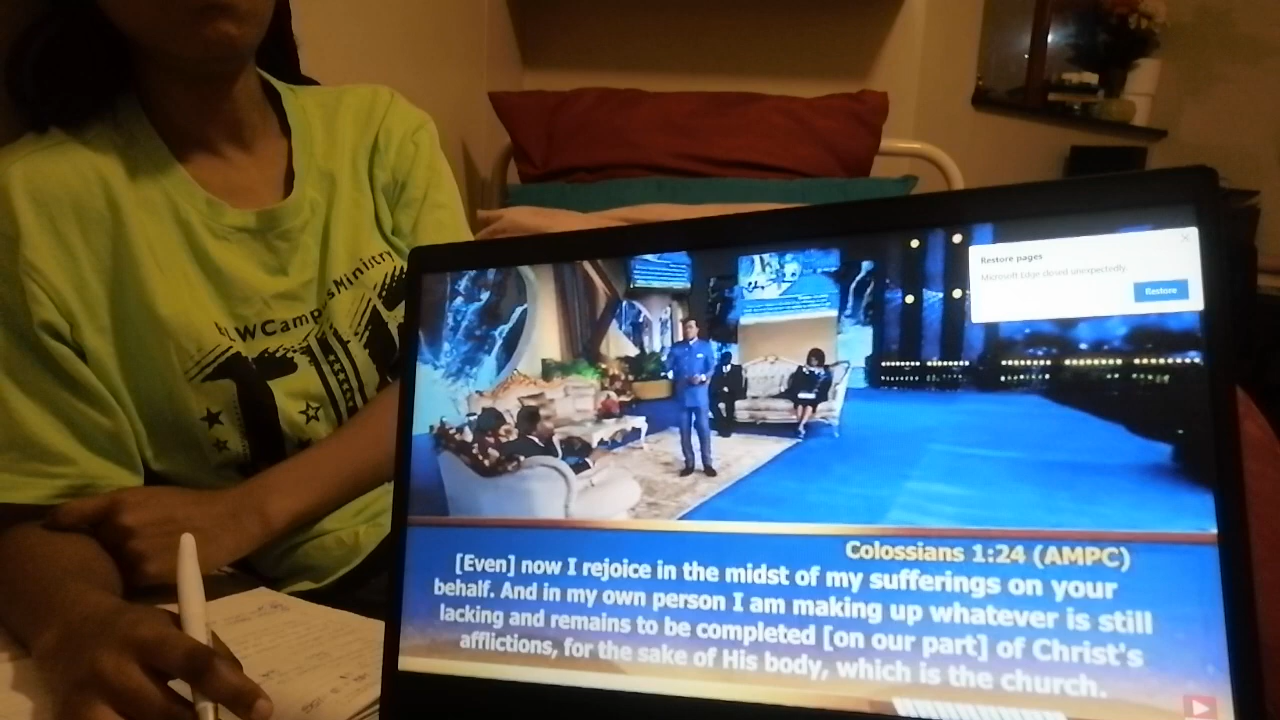 LWCampusMinistry
Restore pages
Microsoft Edge closed unexpectedly.
Restore
Colossians 1:24 (AMPC)
[Even] now I rejoice in the midst of my sufferings on your
behalf. And in my own person I am making up whatever is still
lacking and remains to be completed [on our part] of Christ's
afflictions, for the sake of His body, which is the church.